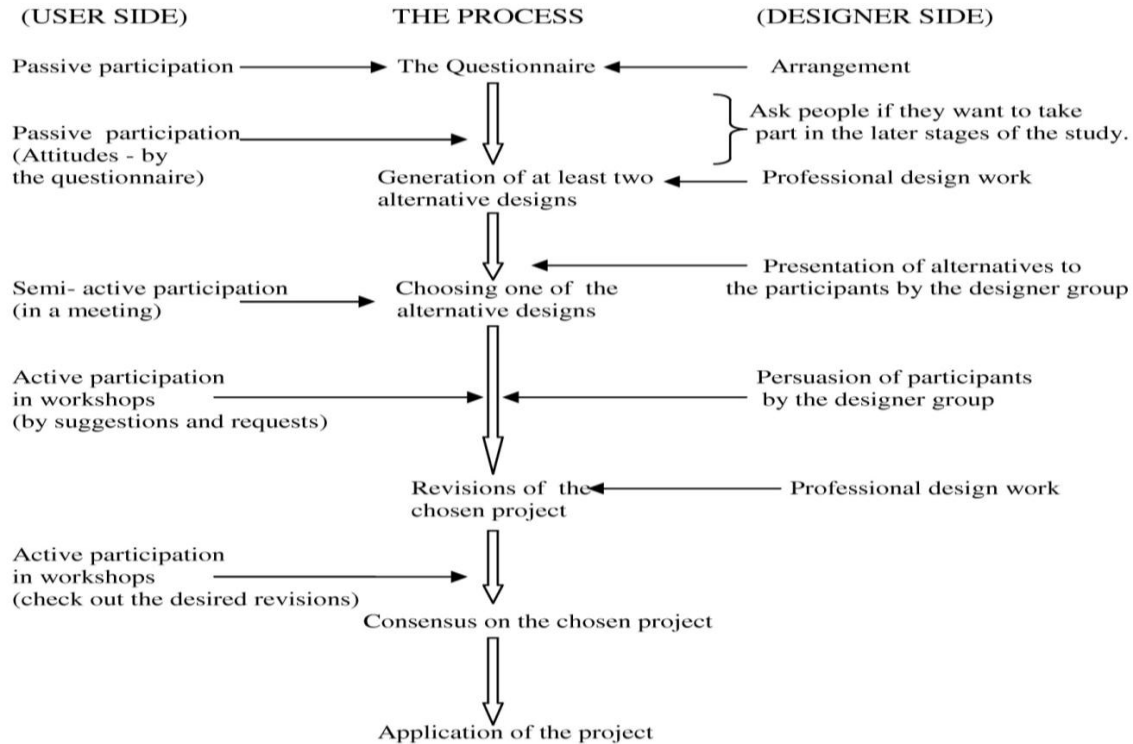 (USER SIDE) THE PROCESS (DESIGNER SIDE)
Passive participation The Questionnaire Arrangement
Ask people if they want to take
part in the later stages of the study.
Passive participation
(Attitudes - by
the questionnaire)
Generation of at least two
alternative designs
Professional design work
Presentation of alternatives to
the participants by the designer group
Semi- active participation
(in a meeting)
Choosing one of the
alternative designs
Active participation
in workshops
(by suggestions and requests)
Persuasion of participants
by the designer group
Revisions of the
chosen project
Professional design work
Active participation
in workshops
(check out the desired revisions)
Consensus on the chosen project
Application of the project